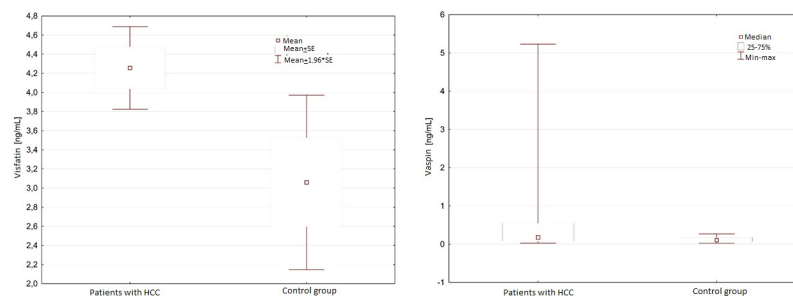 4,8
4,6
4,4
4,2
4,0
3,8
3,6
3,4
3,2
3,0
2,8
2,6
2,4
2,2
2,0
Visfatin [ng/mL]
Mean
Mean±SE
Mean±1.96*SE
Patients with HCC
Control group
6
5
4
3
2
1
0
-1
Vaspin [ng/mL]
Median
25-75%
Min-max
Patients with HCC
Control group